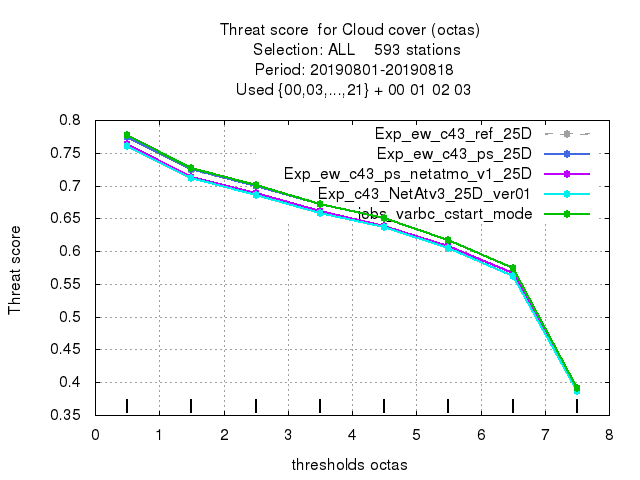 Threat score  for Cloud cover (octas)
Selection: ALL    593 stations
Period: 20190801-20190818
Used {00,03,...,21} + 00 01 02 03
Exp_ew_c43_ref_25D
Exp_ew_c43_ps_25D
Exp_ew_c43_ps_netatmo_v1_25D
Exp_c43_NetAtv3_25D_ver01
jobs_varbc_cstart_mode
Threat score
0.8
0.75
0.7
0.65
0.6
0.55
0.5
0.45
0.4
0.35
0 1 2 3 4 5 6 7 8
thresholds octas